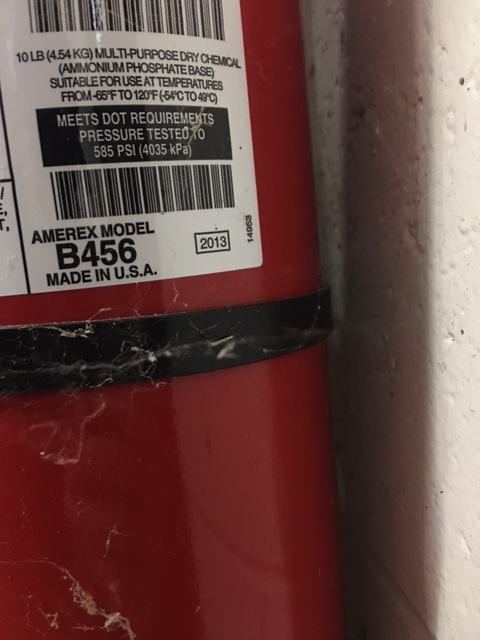 10 LB (4.54 KG) MULTI-PURPOSE DRY CHEMICAL
(AMMONIUM PHOSPHATE BASE)
SUITABLE FOR USE AT TEMPERATURES
FROM -65°F TO 120°F (-54°C TO 49°C)
MEETS DOT REQUIREMENTS
PRESSURE TESTED TO
585 PSI (4035 kPa)
AMEREX MODEL
B456
MADE IN U.S.A.
2013
14953